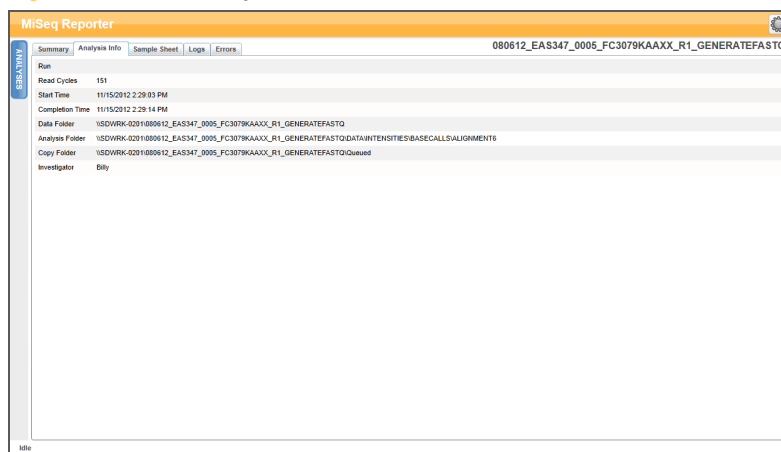 MiSeq Reporter
ANALYSES
Summary Analysis Info Sample Sheet Logs Errors 080612_EAS347_0005_FC3079KAAXX_R1_GENERATEFASTQ
Run
Read Cycles 151
Start Time 11/15/2012 2:29:03 PM
Completion Time 11/15/2012 2:29:14 PM
Data Folder \\SDWRK-0201\080612_EAS347_0005_FC3079KAAXX_R1_GENERATEFASTQ
Analysis Folder \\SDWRK-0201\080612_EAS347_0005_FC3079KAAXX_R1_GENERATEFASTQ\DATA\INTENSITIES\BASECALLS\ALIGNMENT6
Copy Folder \\SDWRK-0201\080612_EAS347_0005_FC3079KAAXX_R1_GENERATEFASTQ\Queued
Investigator Billy
Idle